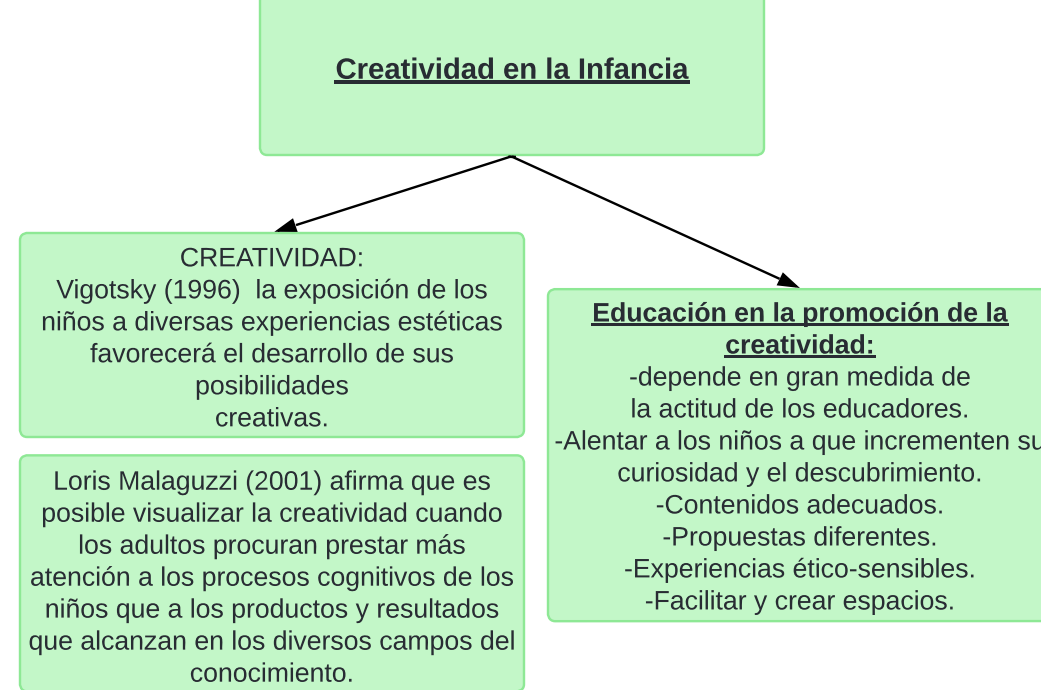 Creatividad en la Infancia
CREATIVIDAD:
Vigotsky (1996)  la exposición de los
niños a diversas experiencias estéticas
favorecerá el desarrollo de sus
posibilidades
creativas.
Loris Malaguzzi (2001) afirma que es
posible visualizar la creatividad cuando
los adultos procuran prestar más
atención a los procesos cognitivos de los
niños que a los productos y resultados
que alcanzan en los diversos campos del
conocimiento.
Educación en la promoción de la
creatividad:
-depende en gran medida de
la actitud de los educadores.
-Alentar a los niños a que incrementen su
curiosidad y el descubrimiento.
-Contenidos adecuados.
-Propuestas diferentes.
-Experiencias ético-sensibles.
-Facilitar y crear espacios.